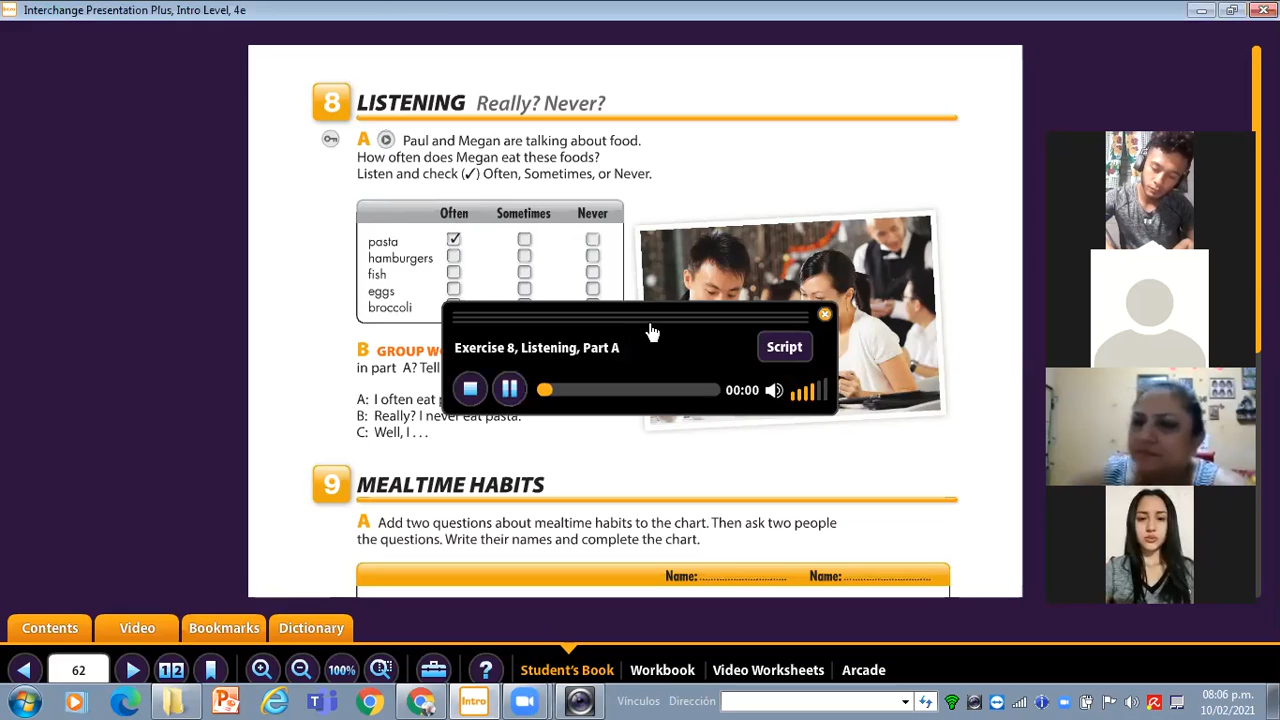 Interchange Presentation Plus, Intro Level, 4e
8 LISTENING Really? Never?
A Paul and Megan are talking about food.
How often does Megan eat these foods?
Listen and check (✓) Often, Sometimes, or Never.
Often Sometimes Never
pasta
hamburgers
fish
eggs
broccoli
Exercise 8, Listening, Part A
Script
00:00
B GROUP W
in part A? Tell
A: I often eat
B: Really? I never eat pasta.
C: Well, I . . .
9 MEALTIME HABITS
A Add two questions about mealtime habits to the chart. Then ask two people
the questions. Write their names and complete the chart.
Name: Name:
Contents Video Bookmarks Dictionary
62 12 100% ? Student's Book Workbook Video Worksheets Arcade
Intro Vínculos Dirección 08:06 p.m.
10/02/2021